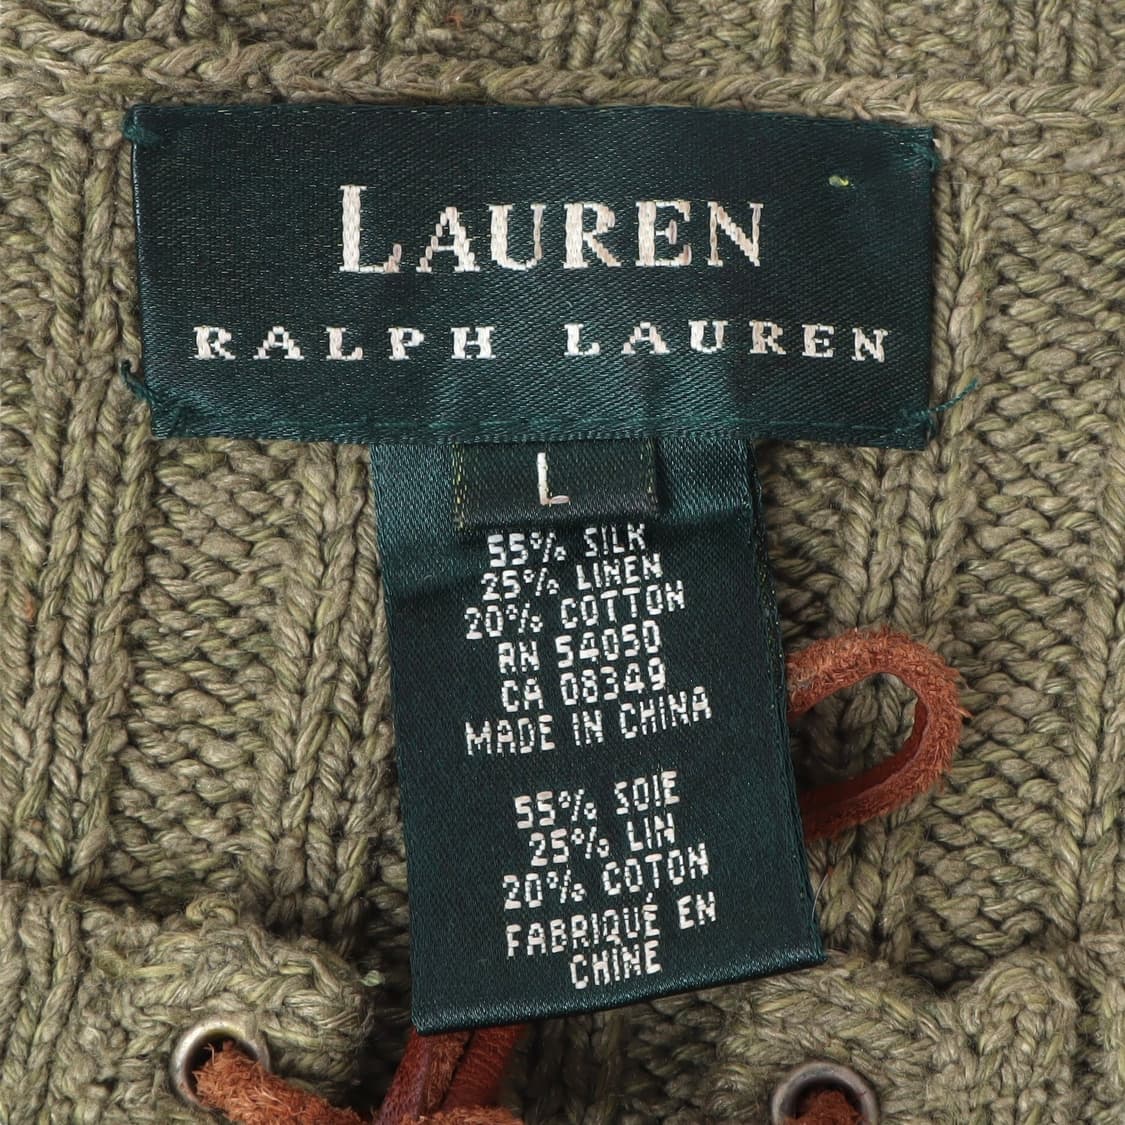 LAUREN
RALPH LAUREN
L
55% SILK
25% LINEN
20% COTTON
RN 54050
CA 08349
MADE IN CHINA
55% SOIE
25% LIN
20% COTON
FABRIQUÉ EN
CHINE